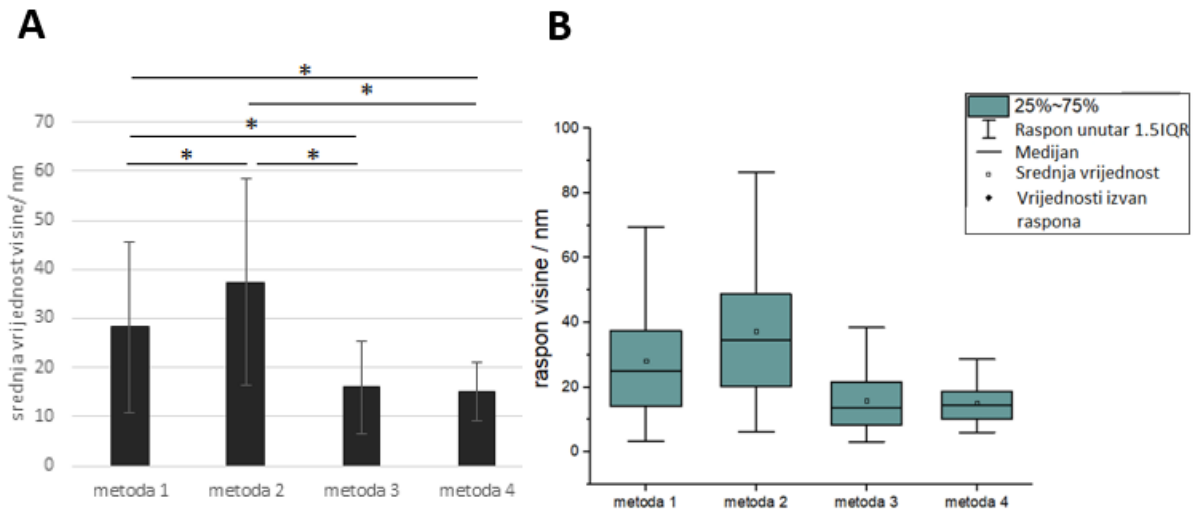 A
*
*
*
*
*
70
60
50
40
30
20
10
0
srednja vrijednost visine/ nm
metoda 1 metoda 2 metoda 3 metoda 4
B
25%~75%
Raspon unutar 1.5IQR
Medijan
Srednja vrijednost
Vrijednosti izvan
raspona
100
80
60
40
20
0
raspon visine / nm
metoda 1 metoda 2 metoda 3 metoda 4